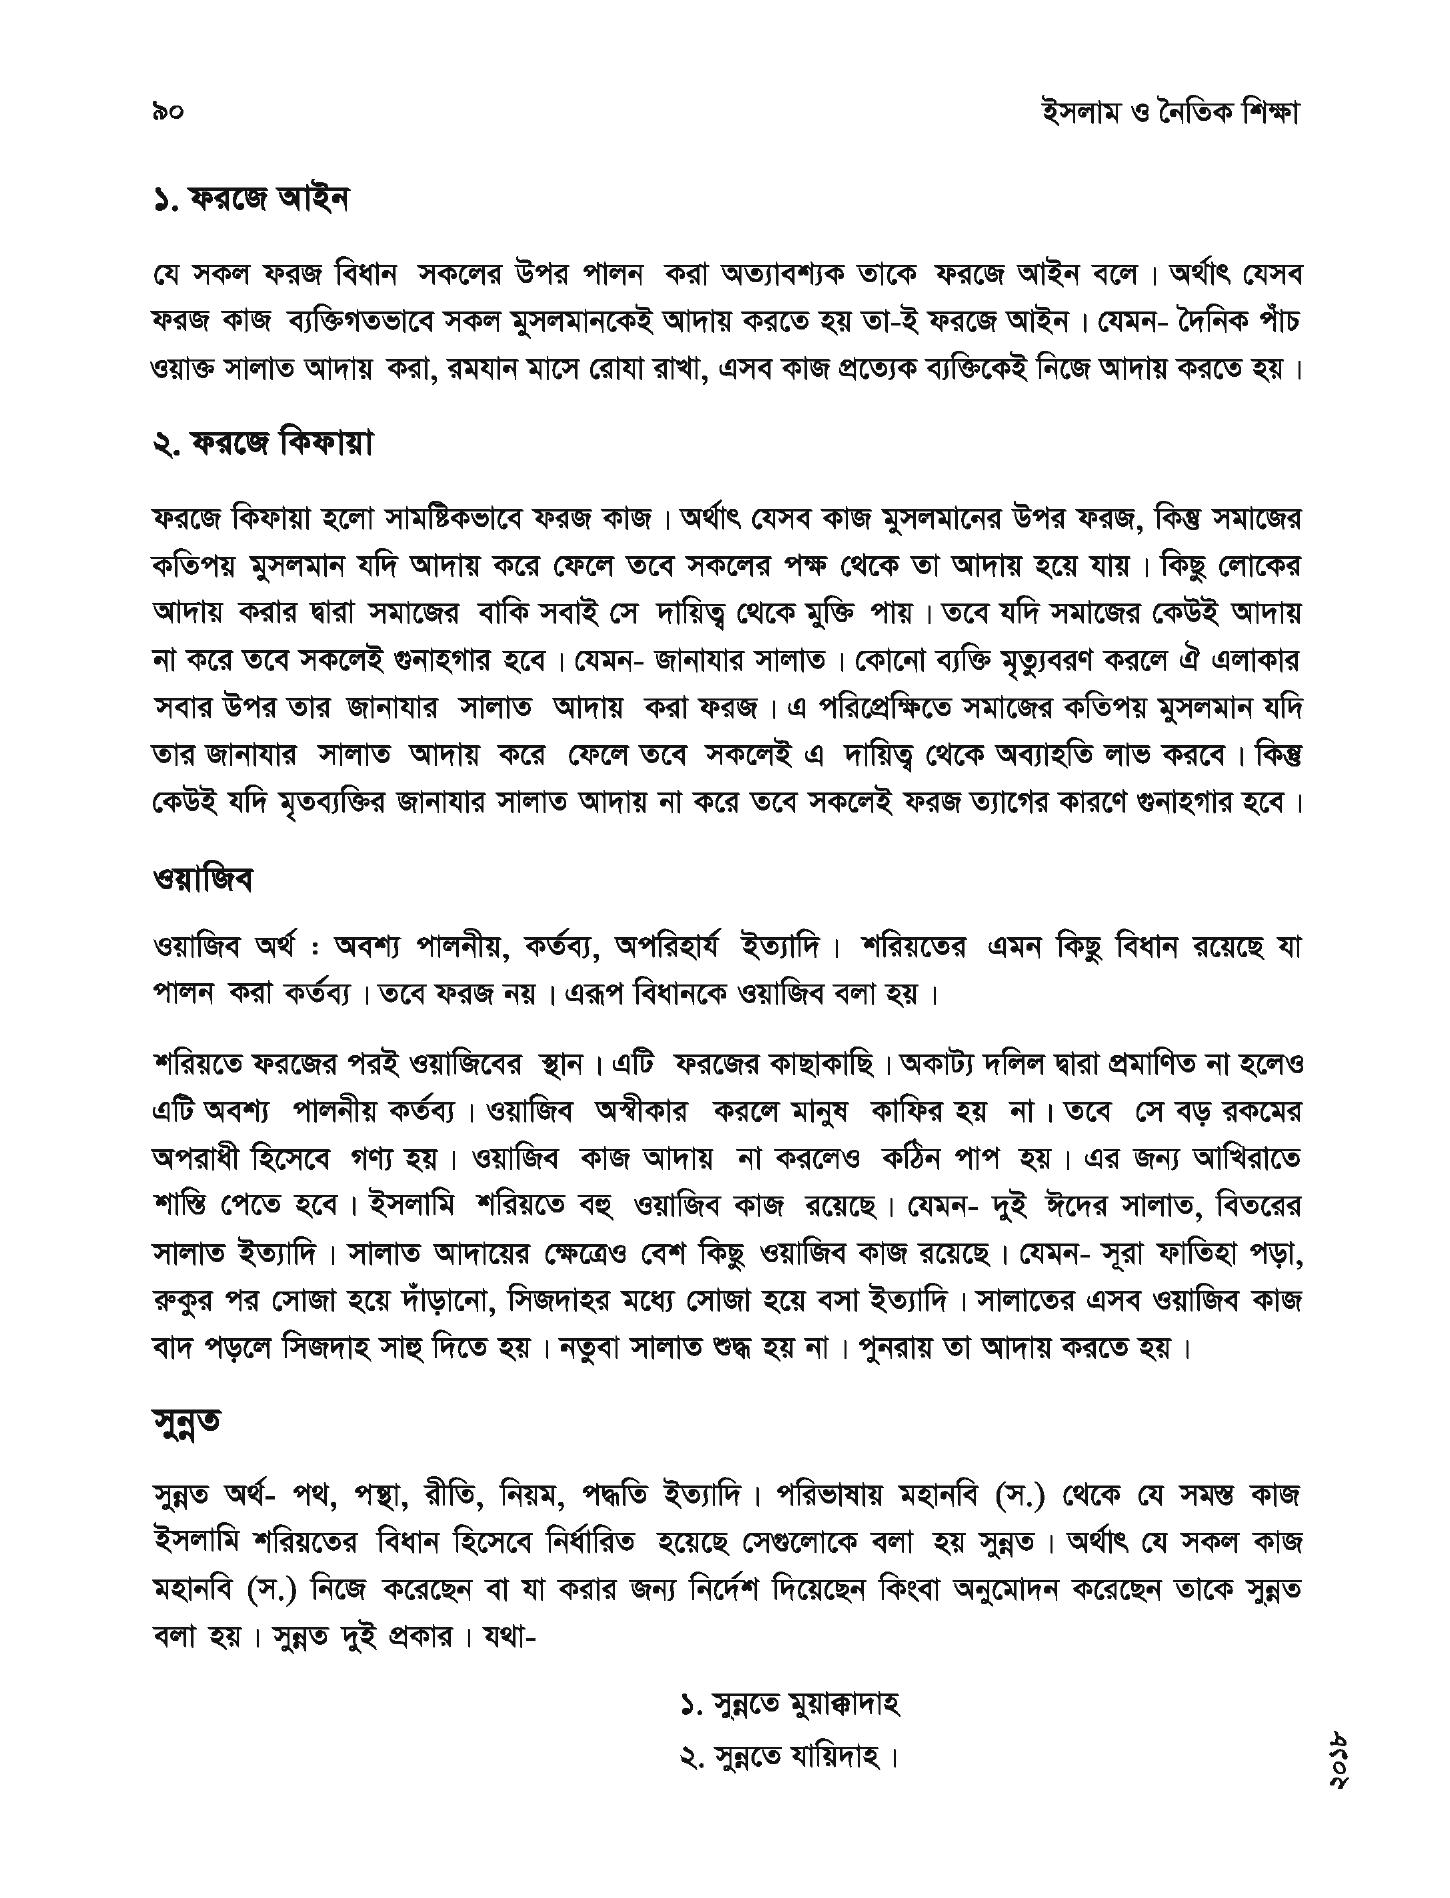 ৯০
ইসলাম ও নৈতিক শিক্ষা
১. ফরজে আইন
যে সকল ফরজ বিধান সকলের উপর পালন করা অত্যাবশ্যক তাকে ফরজে আইন বলে। অর্থাৎ যেসব
ফরজ কাজ ব্যক্তিগতভাবে সকল মুসলমানকেই আদায় করতে হয় তা-ই ফরজে আইন। যেমন- দৈনিক পাঁচ
ওয়াক্ত সালাত আদায় করা, রমযান মাসে রোযা রাখা, এসব কাজ প্রত্যেক ব্যক্তিকেই নিজে আদায় করতে হয়।
২. ফরজে কিফায়া
ফরজে কিফায়া হলো সামষ্টিকভাবে ফরজ কাজ। অর্থাৎ যেসব কাজ মুসলমানের উপর ফরজ, কিন্তু সমাজের
কতিপয় মুসলমান যদি আদায় করে ফেলে তবে সকলের পক্ষ থেকে তা আদায় হয়ে যায়। কিছু লোকের
আদায় করার দ্বারা সমাজের বাকি সবাই সে দায়িত্ব থেকে মুক্তি পায়। তবে যদি সমাজের কেউই আদায়
না করে তবে সকলেই গুনাহগার হবে। যেমন- জানাযার সালাত। কোনো ব্যক্তি মৃত্যুবরণ করলে ঐ এলাকার
সবার উপর তার জানাযার সালাত আদায় করা ফরজ। এ পরিপ্রেক্ষিতে সমাজের কতিপয় মুসলমান যদি
তার জানাযার সালাত আদায় করে ফেলে তবে সকলেই এ দায়িত্ব থেকে অব্যাহতি লাভ করবে। কিন্তু
কেউই যদি মৃতব্যক্তির জানাযার সালাত আদায় না করে তবে সকলেই ফরজ ত্যাগের কারণে গুনাহগার হবে।
ওয়াজিব
ওয়াজিব অর্থ : অবশ্য পালনীয়, কর্তব্য, অপরিহার্য ইত্যাদি। শরিয়তের এমন কিছু বিধান রয়েছে যা
পালন করা কর্তব্য। তবে ফরজ নয়। এরূপ বিধানকে ওয়াজিব বলা হয়।
শরিয়তে ফরজের পরই ওয়াজিবের স্থান। এটি ফরজের কাছাকাছি। অকাট্য দলিল দ্বারা প্রমাণিত না হলেও
এটি অবশ্য পালনীয় কর্তব্য। ওয়াজিব অস্বীকার করলে মানুষ কাফির হয় না। তবে সে বড় রকমের
অপরাধী হিসেবে গণ্য হয়। ওয়াজিব কাজ আদায় না করলেও কঠিন পাপ হয়। এর জন্য আখিরাতে
শাস্তি পেতে হবে। ইসলামি শরিয়তে বহু ওয়াজিব কাজ রয়েছে। যেমন- দুই ঈদের সালাত, বিতরের
সালাত ইত্যাদি। সালাত আদায়ের ক্ষেত্রেও বেশ কিছু ওয়াজিব কাজ রয়েছে। যেমন- সূরা ফাতিহা পড়া,
রুকুর পর সোজা হয়ে দাঁড়ানো, সিজদাহর মধ্যে সোজা হয়ে বসা ইত্যাদি। সালাতের এসব ওয়াজিব কাজ
বাদ পড়লে সিজদাহ সাহু দিতে হয়। নতুবা সালাত শুদ্ধ হয় না। পুনরায় তা আদায় করতে হয়।
সুন্নত
সুন্নত অর্থ- পথ, পন্থা, রীতি, নিয়ম, পদ্ধতি ইত্যাদি। পরিভাষায় মহানবি (স.) থেকে যে সমস্ত কাজ
ইসলামি শরিয়তের বিধান হিসেবে নির্ধারিত হয়েছে সেগুলোকে বলা হয় সুন্নত। অর্থাৎ যে সকল কাজ
মহানবি (স.) নিজে করেছেন বা যা করার জন্য নির্দেশ দিয়েছেন কিংবা অনুমোদন করেছেন তাকে সুন্নত
বলা হয়। সুন্নত দুই প্রকার। যথা-
১. সুন্নতে মুয়াক্কাদাহ
২. সুন্নতে যায়িদাহ।
২০১৮